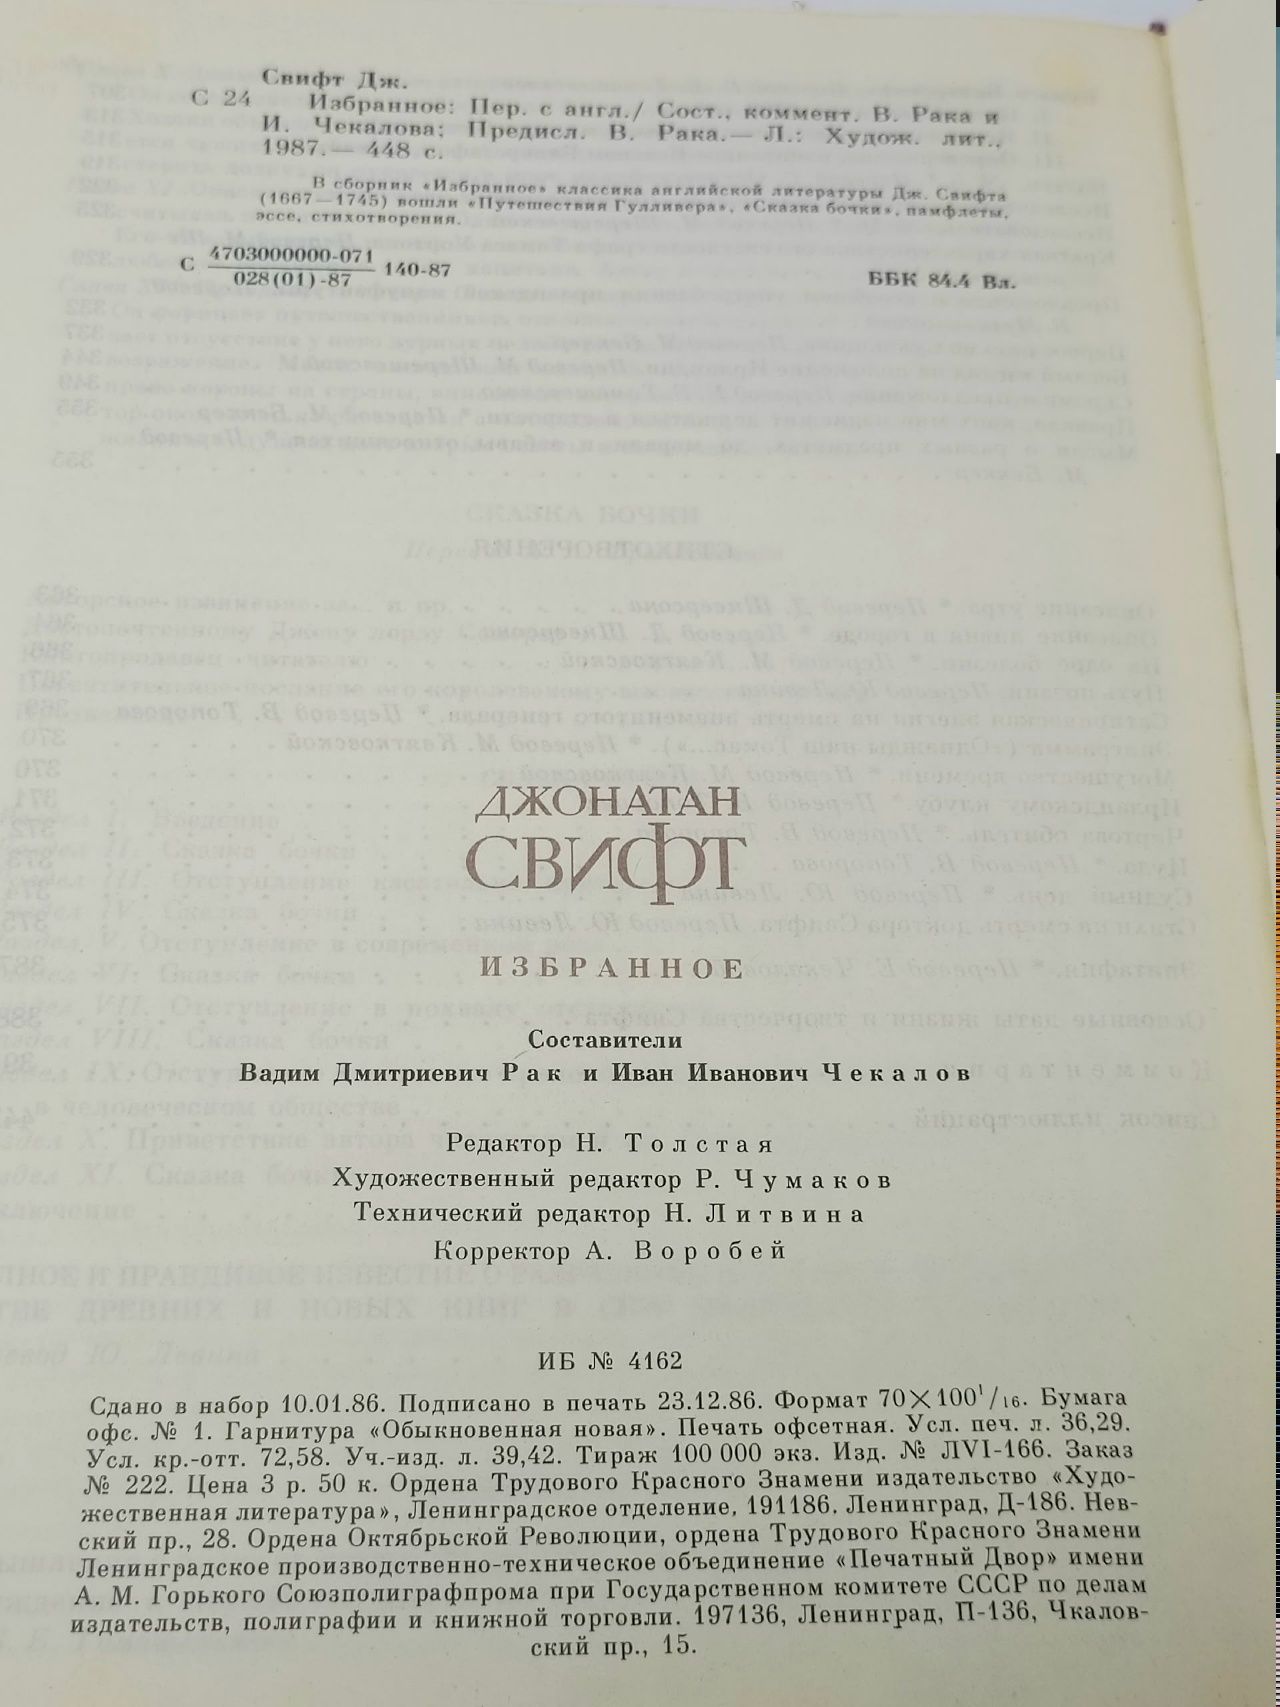 Свифт Дж.
С 24 Избранное: Пер. с англ./ Сост., коммент. В. Рака и
И. Чекалова; Предисл. В. Рака.— Л.: Худож. лит.,
1987.— 448 с.
В сборник «Избранное» классика английской литературы Дж. Свифта
(1667—1745) вошли «Путешествия Гулливера», «Сказка бочки», памфлеты,
эссе, стихотворения.
С 4703000000-071 140-87
028(01)-87
ББК 84.4 Вл.
ДЖОНАТАН
СВИФТ
ИЗБРАННОЕ
Составители
Вадим Дмитриевич Рак и Иван Иванович Чекалов
Редактор Н. Толстая
Художественный редактор Р. Чумаков
Технический редактор Н. Литвина
Корректор А. Воробей
ИБ № 4162
Сдано в набор 10.01.86. Подписано в печать 23.12.86. Формат 70×100¹/₁₆. Бумага
офс. № 1. Гарнитура «Обыкновенная новая». Печать офсетная. Усл. печ. л. 36,29.
Усл. кр.-отт. 72,58. Уч.-изд. л. 39,42. Тираж 100 000 экз. Изд. № ЛVI-166. Заказ
№ 222. Цена 3 р. 50 к. Ордена Трудового Красного Знамени издательство «Худо-
жественная литература», Ленинградское отделение, 191186, Ленинград, Д-186. Нев-
ский пр., 28. Ордена Октябрьской Революции, ордена Трудового Красного Знамени
Ленинградское производственно-техническое объединение «Печатный Двор» имени
А. М. Горького Союзполиграфпрома при Государственном комитете СССР по делам
издательств, полиграфии и книжной торговли. 197136, Ленинград, П-136, Чкалов-
ский пр., 15.